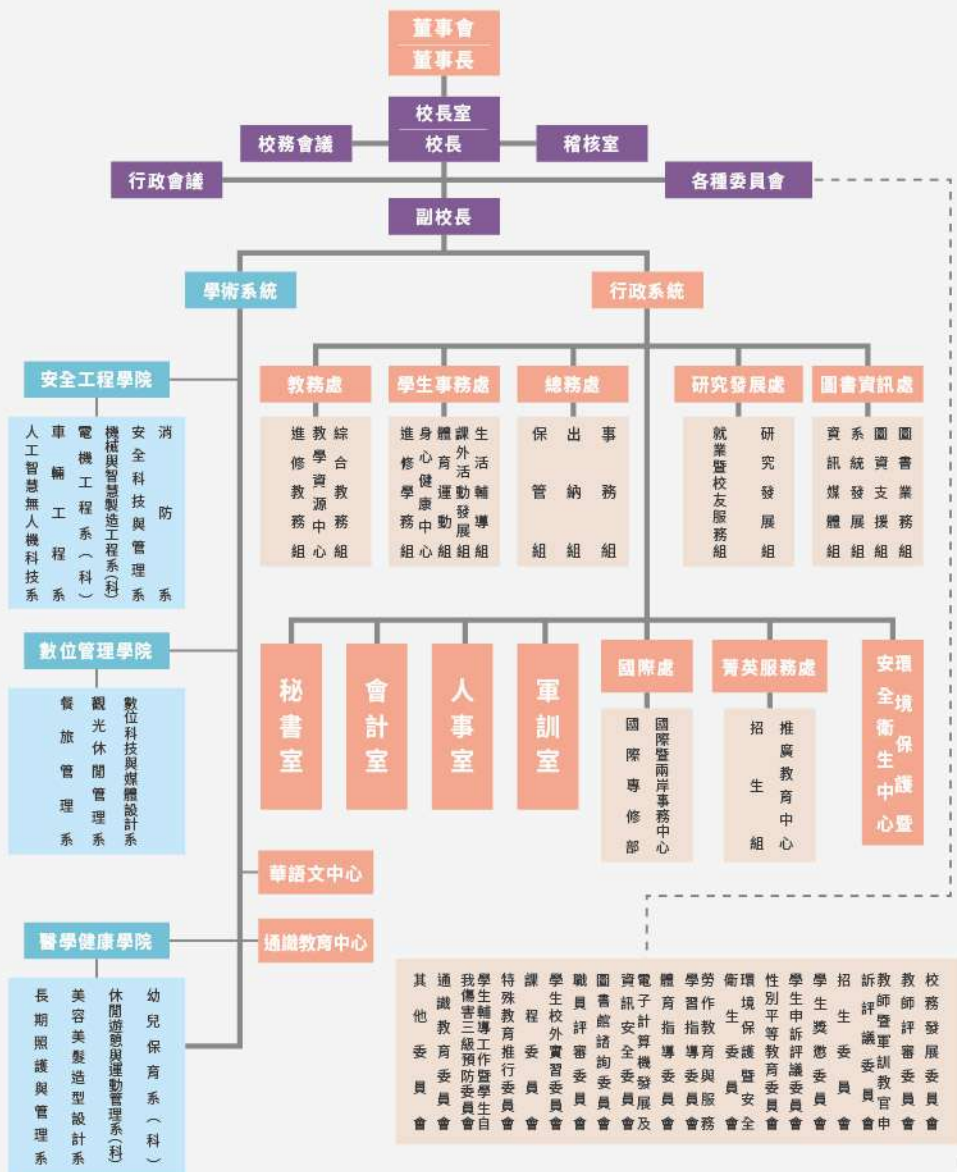 董事會
董事長
校長室
校長
校務會議
稽核室
行政會議
各種委員會
副校長
學術系統
行政系統
安全工程學院
消防系
安全科技與管理系
機械與智慧製造工程系(科)
電機工程系(科)
車輛工程系
人工智慧無人機科技系
數位管理學院
數位科技與媒體設計系
觀光休閒管理系
餐旅管理系
華語文中心
通識教育中心
醫學健康學院
幼兒保育系(科)
休閒遊憩與運動管理系(科)
美容美髮造型設計系
長期照護與管理系
教務處
綜合教務組
教學資源中心
進修教務組
學生事務處
生活輔導組
課外活動發展組
體育運動組
身心健康中心
進修學務組
總務處
事務組
出納組
保管組
研究發展處
研究發展組
就業暨校友服務組
圖書資訊處
圖書業務組
圖資支援組
系統發展組
資訊媒體組
秘書室
會計室
人事室
軍訓室
國際處
國際暨兩岸事務中心
國際專修部
菁英服務處
推廣教育中心
招生組
環境保護暨
安全衛生中心
校務發展委員會
教師評審委員會
教師暨軍訓教官申
訴評議委員會
招生委員會
學生獎懲委員會
學生申訴評議委員會
性別平等教育委員會
環境保護暨安全
衛生委員會
勞作教育與服務
學習指導委員會
體育指導委員會
電子計算機發展及
資訊安全委員會
圖書館諮詢委員會
職員評審委員會
學生校外實習委員會
課程委員會
特殊教育推行委員會
學生輔導工作暨學生自
我傷害三級預防委員會
通識教育委員會
其他委員會